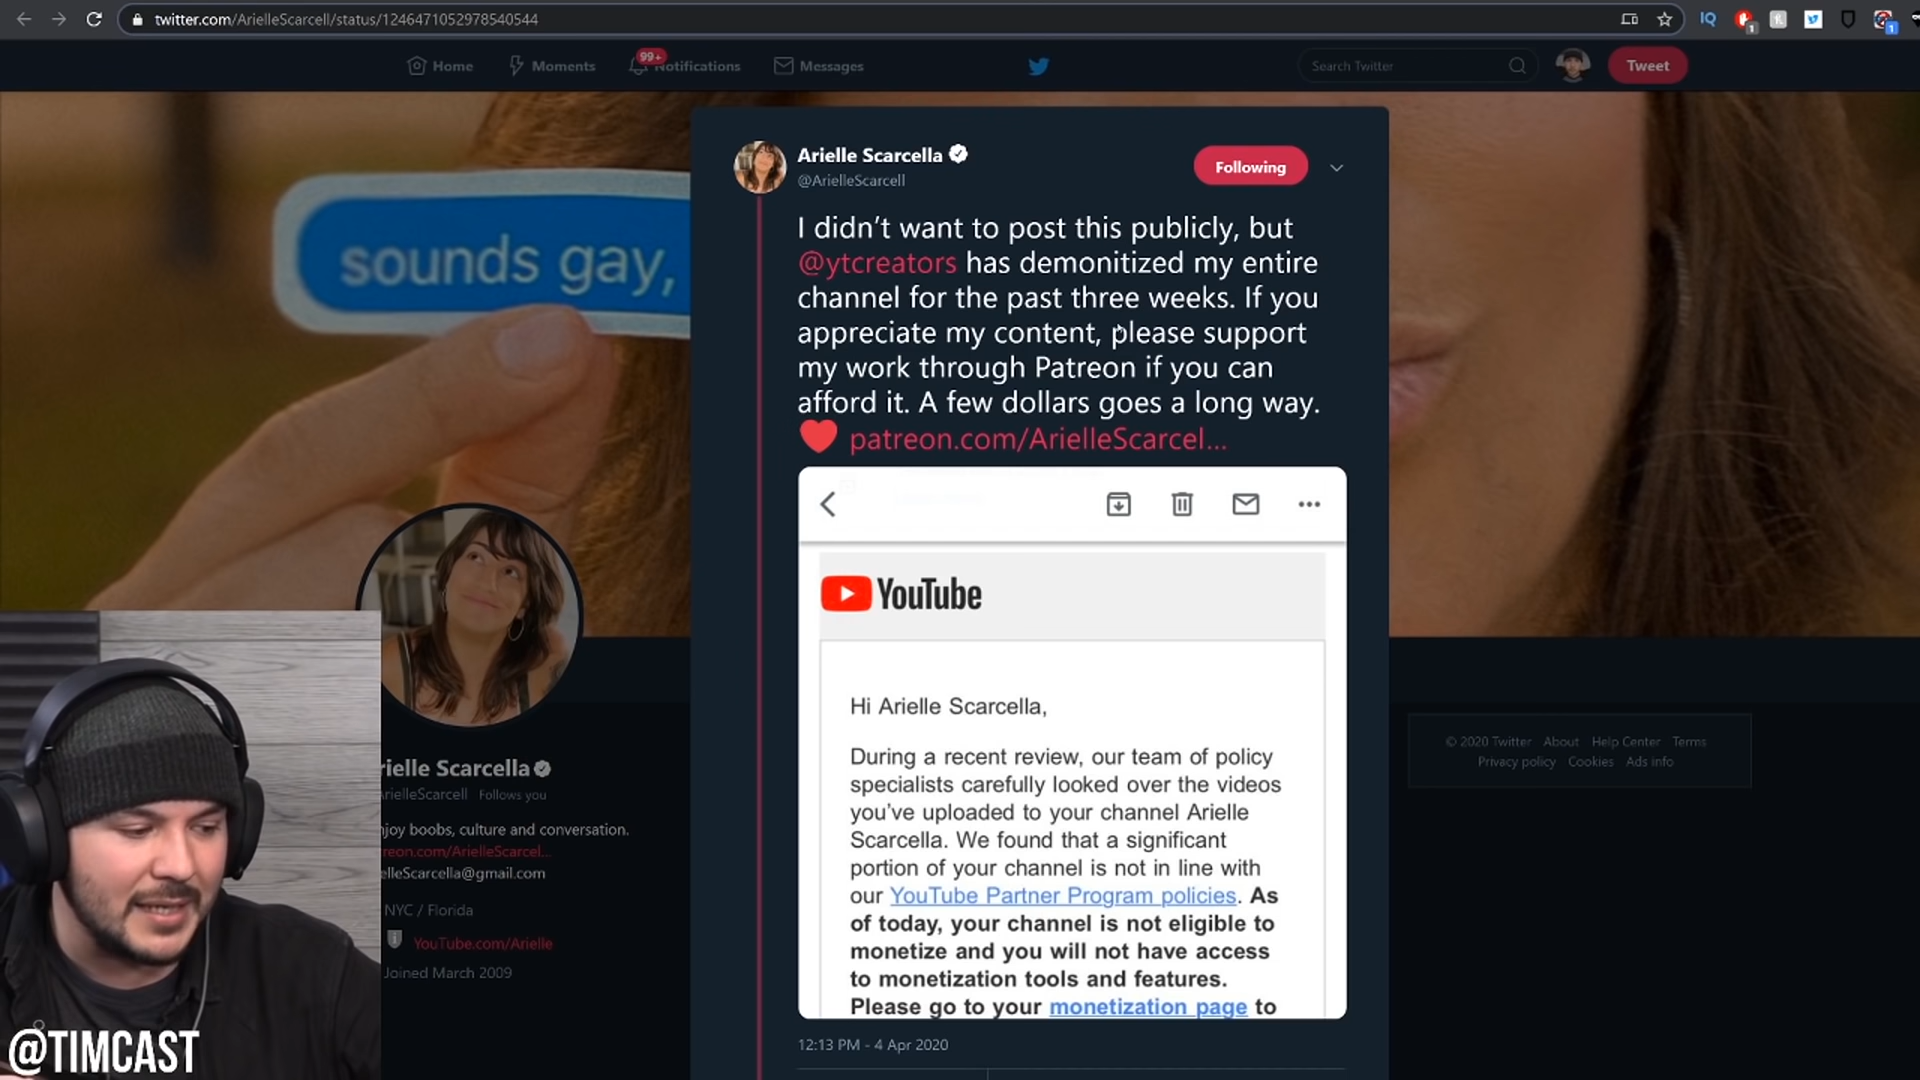 twitter.com/ArielleScarcell/status/1246471052978540544
IQ
1
1
Home
Moments
99+
Notifications
Messages
Search Twitter
Tweet
sounds gay,
Arielle Scarcella
@ArielleScarcell
Following
I didn't want to post this publicly, but
@ytcreators has demonitized my entire
channel for the past three weeks. If you
appreciate my content, please support
my work through Patreon if you can
afford it. A few dollars goes a long way.
patreon.com/ArielleScarcel...
YouTube
Hi Arielle Scarcella,
During a recent review, our team of policy
specialists carefully looked over the videos
you've uploaded to your channel Arielle
Scarcella. We found that a significant
portion of your channel is not in line with
our YouTube Partner Program policies. As
of today, your channel is not eligible to
monetize and you will not have access
to monetization tools and features.
Please go to your monetization page to
12:13 PM - 4 Apr 2020
rielle Scarcella
ArielleScarcell Follows you
njoy boobs, culture and conversation.
reon.com/ArielleScarcel...
elleScarcella@gmail.com
NYC / Florida
YouTube.com/Arielle
Joined March 2009
© 2020 Twitter About Help Center Terms
Privacy policy Cookies Ads info
@TIMCAST